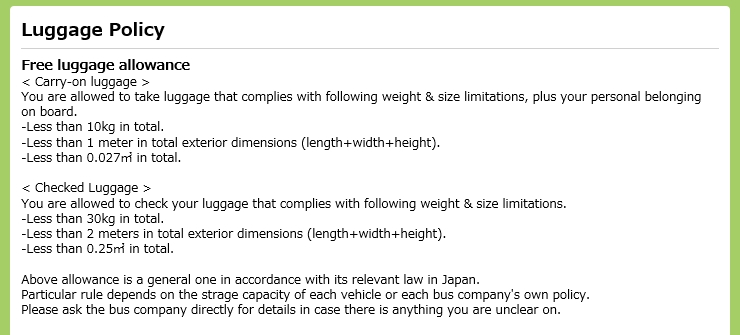 Luggage Policy
Free luggage allowance
< Carry-on luggage >
You are allowed to take luggage that complies with following weight & size limitations, plus your personal belonging
on board.
-Less than 10kg in total.
-Less than 1 meter in total exterior dimensions (length+width+height).
-Less than 0.027㎥ in total.
< Checked Luggage >
You are allowed to check your luggage that complies with following weight & size limitations.
-Less than 30kg in total.
-Less than 2 meters in total exterior dimensions (length+width+height).
-Less than 0.25㎥ in total.
Above allowance is a general one in accordance with its relevant law in Japan.
Particular rule depends on the strage capacity of each vehicle or each bus company's own policy.
Please ask the bus company directly for details in case there is anything you are unclear on.